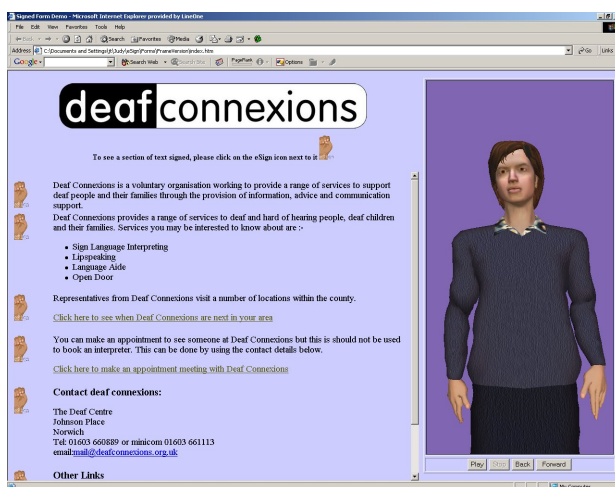 Signed Form Demo - Microsoft Internet Explorer provided by LineOne
File Edit View Favorites Tools Help
Back Search Favorites Media
Address C:\Documents and Settings\jt\Judy\eSign\Forms\FrameVersion\index.htm Go Links
Google Search Web Search Site PageRank Options
deafconnexions
To see a section of text signed, please click on the eSign icon next to it
Deaf Connexions is a voluntary organisation working to provide a range of services to support
deaf people and their families through the provision of information, advice and communication
support.
Deaf Connexions provides a range of services to deaf and hard of hearing people, deaf children
and their families. Services you may be interested to know about are :-
Sign Language Interpreting
Lipspeaking
Language Aide
Open Door
Representatives from Deaf Connexions visit a number of locations within the county.
Click here to see when Deaf Connexions are next in your area
You can make an appointment to see someone at Deaf Connexions but this is should not be used
to book an interpreter. This can be done by using the contact details below.
Click here to make an appointment meeting with Deaf Connexions
Contact deaf connexions:
The Deaf Centre
Johnson Place
Norwich
Tel: 01603 660889 or minicom 01603 661113
email:mail@deafconnexions.org.uk
Other Links
Play Stop Back Forward
My Computer